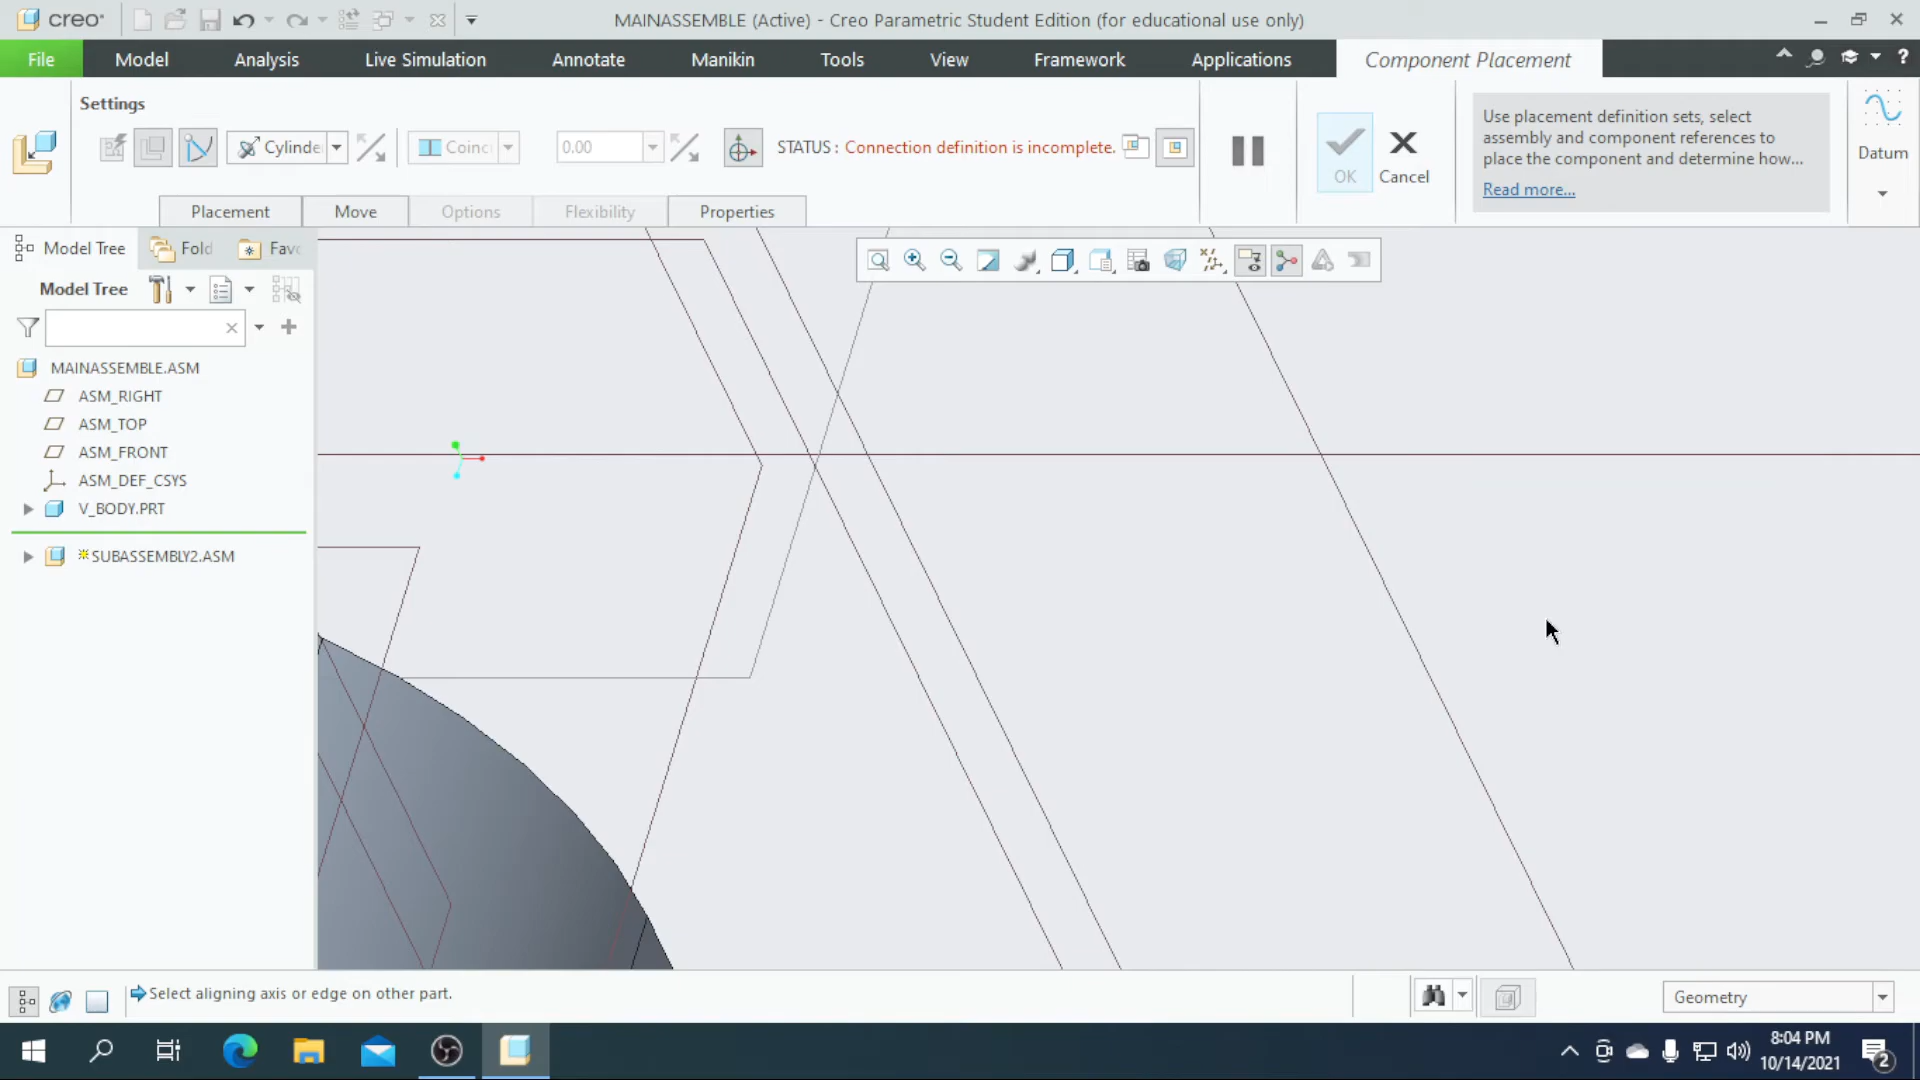 creo
MAINASSEMBLE (Active) - Creo Parametric Student Edition (for educational use only)
File
Model
Analysis
Live Simulation
Annotate
Manikin
Tools
View
Framework
Applications
Component Placement
Settings
Cylinde
Coinc
0.00
STATUS : Connection definition is incomplete.
OK
Cancel
Use placement definition sets, select
assembly and component references to
place the component and determine how...
Read more...
Datum
Placement
Move
Options
Flexibility
Properties
Model Tree
Fold
Favo
Model Tree
MAINASSEMBLE.ASM
ASM_RIGHT
ASM_TOP
ASM_FRONT
ASM_DEF_CSYS
V_BODY.PRT
SUBASSEMBLY2.ASM
Select aligning axis or edge on other part.
Geometry
8:04 PM
10/14/2021
2